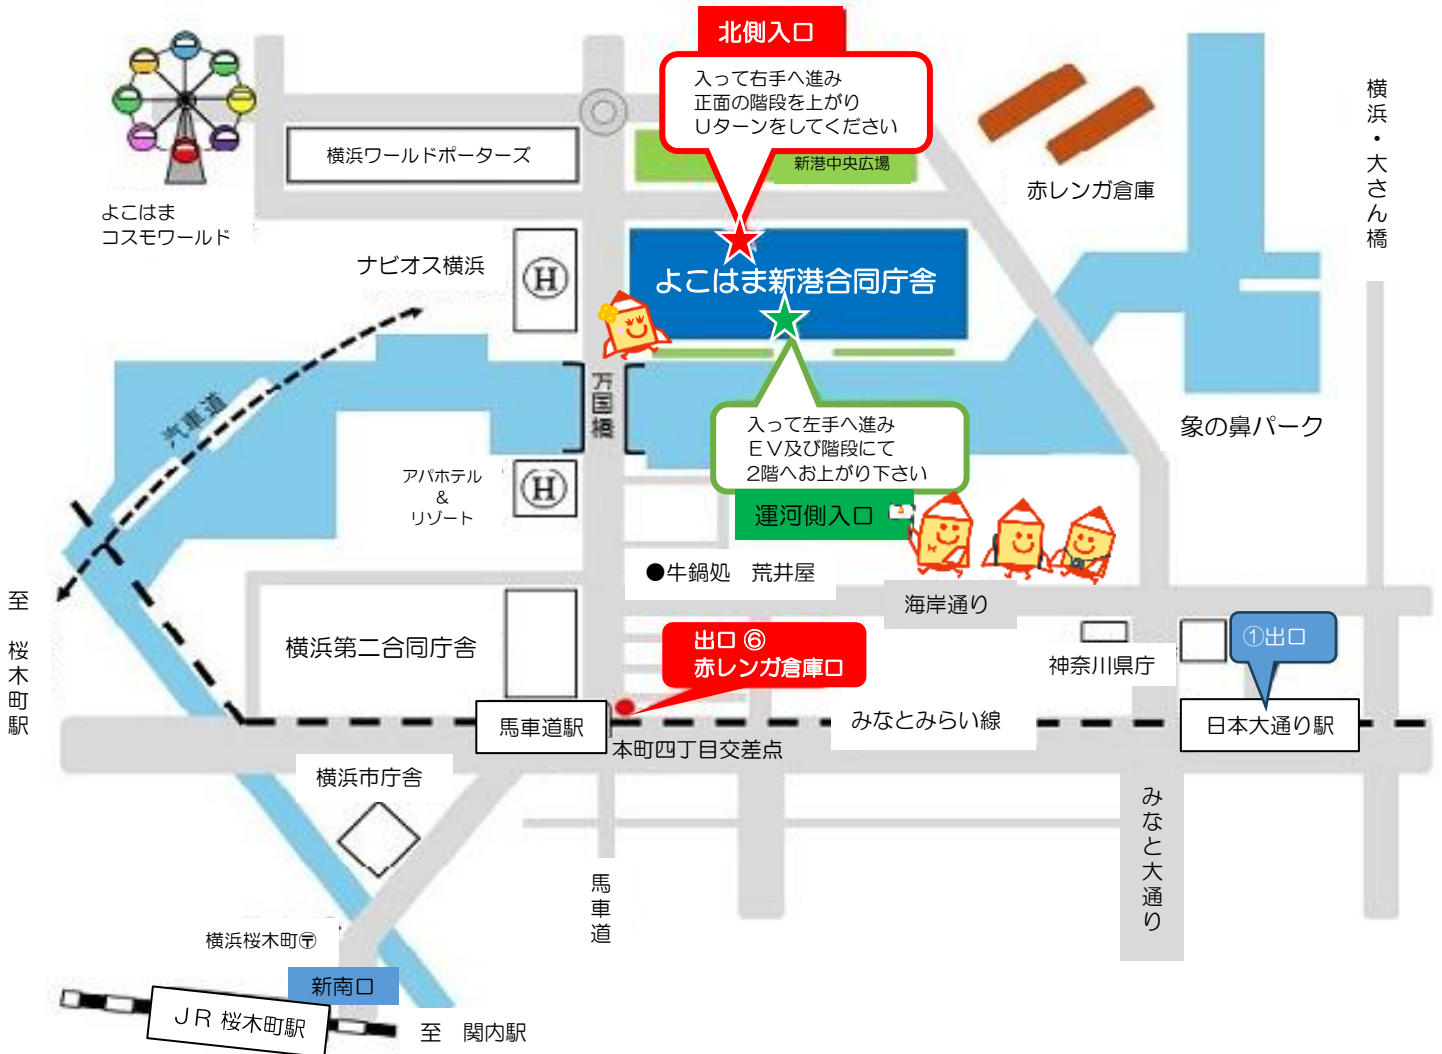 北側入口
入って右手へ進み
正面の階段を上がり
Uターンをしてください
横浜ワールドポーターズ
新港中央広場
赤レンガ倉庫
横浜・大さん橋
よこはま
コスモワールド
ナビオス横浜
H
よこはま新港合同庁舎
汽車道
万国橋
入って左手へ進み
EV及び階段にて
2階へお上がり下さい
運河側入口
象の鼻パーク
アパホテル
&
リゾート
H
●牛鍋処 荒井屋
海岸通り
至 桜木町駅
横浜第二合同庁舎
出口⑥
赤レンガ倉庫口
神奈川県庁
①出口
馬車道駅
みなとみらい線
日本大通り駅
本町四丁目交差点
横浜市庁舎
馬車道
みなと大通り
横浜桜木町〶
新南口
JR 桜木町駅
至 関内駅